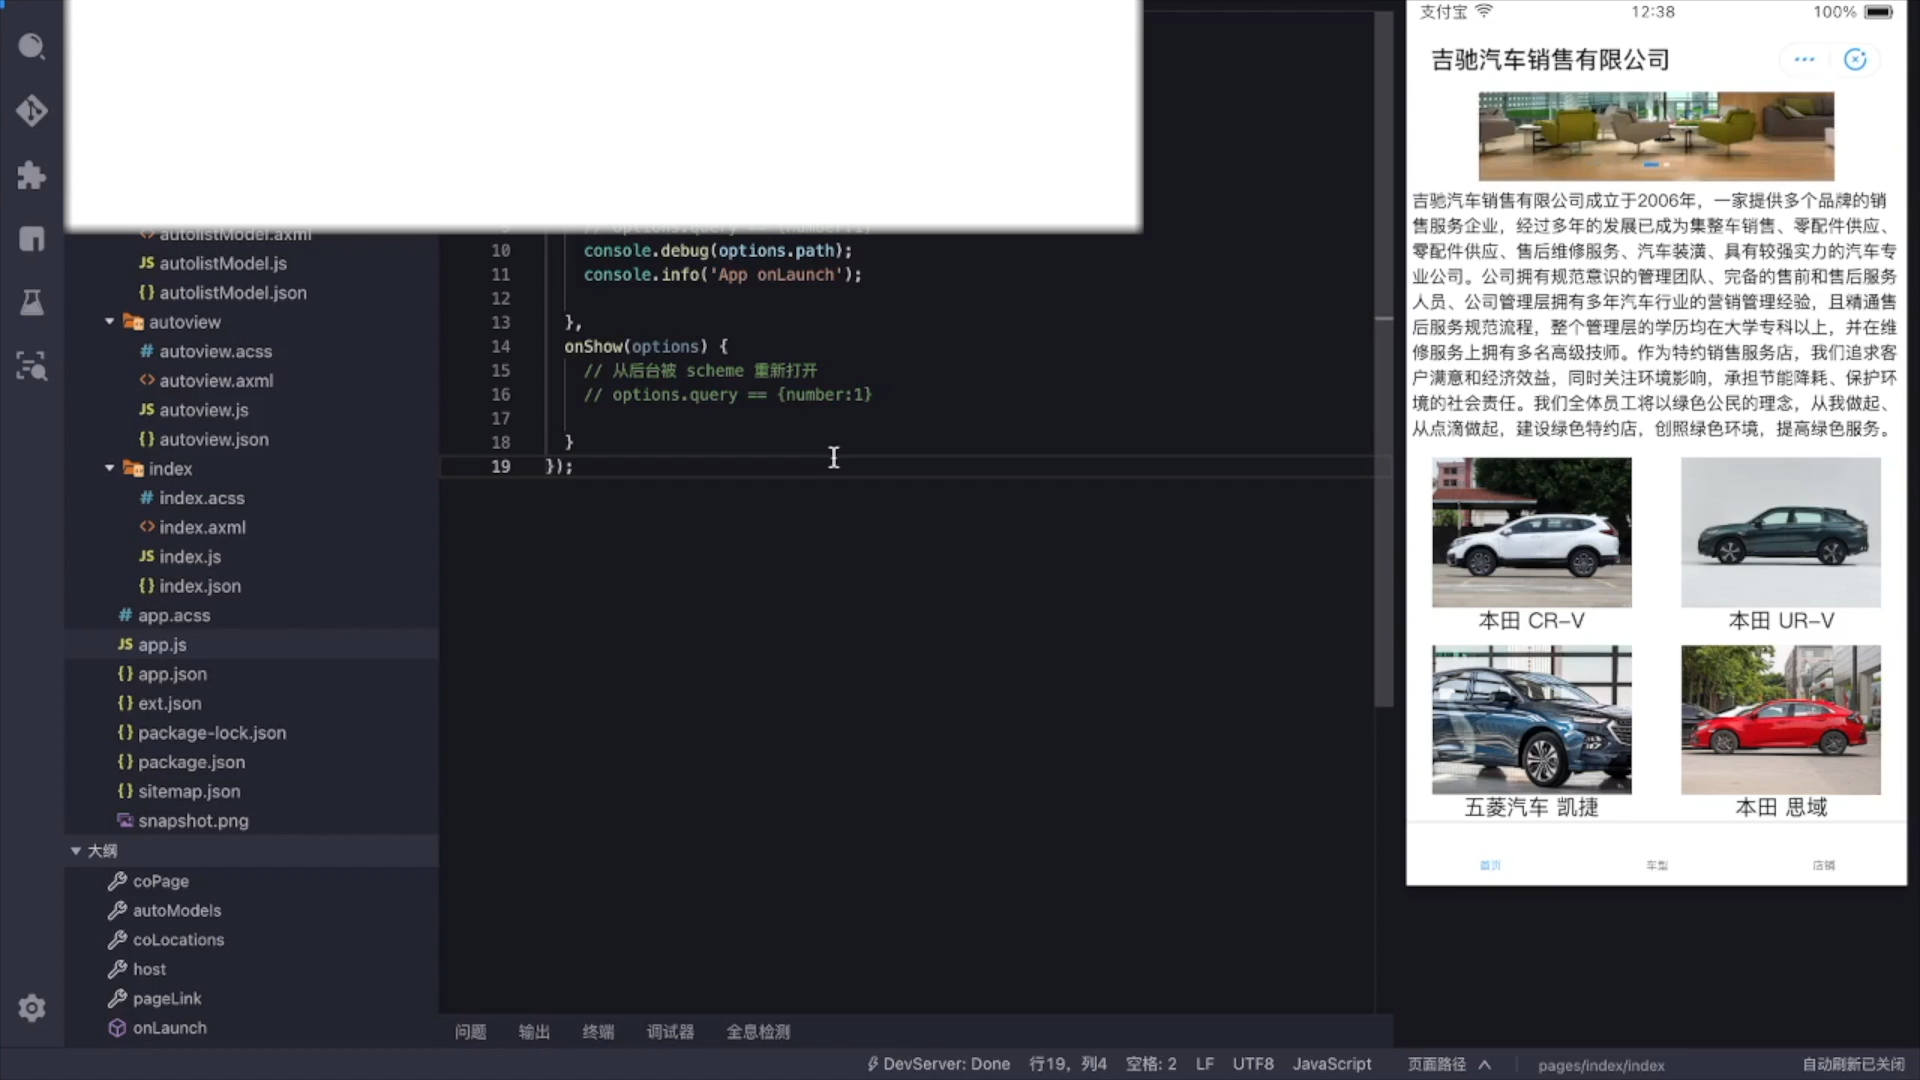 autolistModel.axml
JS autolistModel.js
{} autolistModel.json
autoview
# autoview.acss
<> autoview.axml
JS autoview.js
{} autoview.json
index
# index.acss
<> index.axml
JS index.js
{} index.json
# app.acss
JS app.js
{} app.json
{} ext.json
{} package-lock.json
{} package.json
{} sitemap.json
snapshot.png
大纲
coPage
autoModels
coLocations
host
pageLink
onLaunch
10 console.debug(options.path);
11 console.info('App onLaunch');
12
13 },
14 onShow(options) {
15 // 从后台被 scheme 重新打开
16 // options.query == {number:1}
17
18 }
19 });
问题 输出 终端 调试器 全息检测
DevServer: Done 行19, 列4 空格: 2 LF UTF8 JavaScript
支付宝 12:38 100%
吉驰汽车销售有限公司
吉驰汽车销售有限公司成立于2006年，一家提供多个品牌的销
售服务企业，经过多年的发展已成为集整车销售、零配件供应、
零配件供应、售后维修服务、汽车装潢、具有较强实力的汽车专
业公司。公司拥有规范意识的管理团队、完备的售前和售后服务
人员、公司管理层拥有多年汽车行业的营销管理经验，且精通售
后服务规范流程，整个管理层的学历均在大学专科以上，并在维
修服务上拥有多名高级技师。作为特约销售服务店，我们追求客
户满意和经济效益，同时关注环境影响，承担节能降耗、保护环
境的社会责任。我们全体员工将以绿色公民的理念，从我做起、
从点滴做起，建设绿色特约店，创照绿色环境，提高绿色服务。
本田 CR-V 本田 UR-V
五菱汽车 凯捷 本田 思域
首页 车型 店铺
页面路径 pages/index/index 自动刷新已关闭